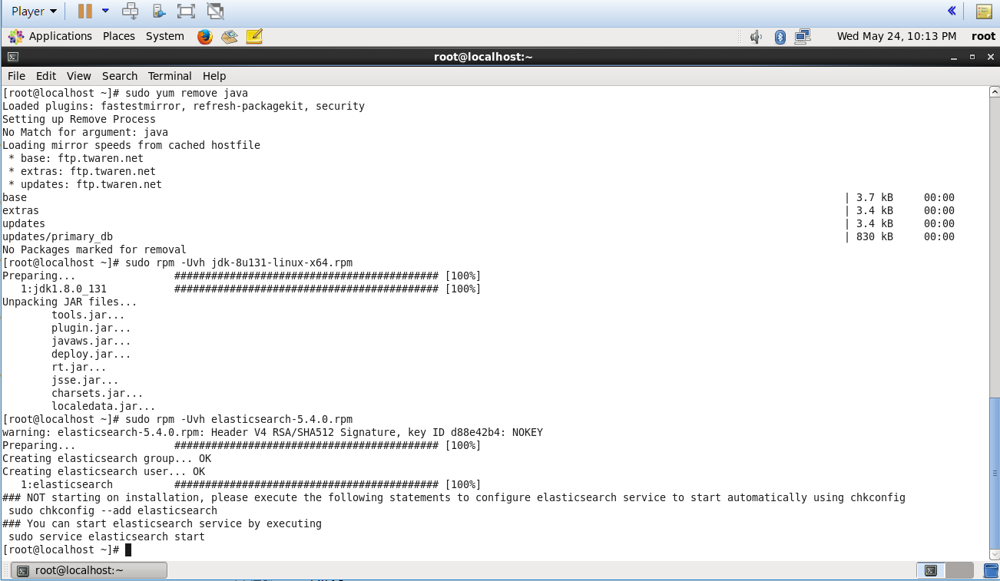 Player
Applications Places System Wed May 24, 10:13 PM root
root@localhost:~
File Edit View Search Terminal Help
[root@localhost ~]# sudo yum remove java
Loaded plugins: fastestmirror, refresh-packagekit, security
Setting up Remove Process
No Match for argument: java
Loading mirror speeds from cached hostfile
 * base: ftp.twaren.net
 * extras: ftp.twaren.net
 * updates: ftp.twaren.net
base | 3.7 kB 00:00
extras | 3.4 kB 00:00
updates | 3.4 kB 00:00
updates/primary_db | 830 kB 00:00
No Packages marked for removal
[root@localhost ~]# sudo rpm -Uvh jdk-8u131-linux-x64.rpm
Preparing... ########################################### [100%]
   1:jdk1.8.0_131 ########################################### [100%]
Unpacking JAR files...
        tools.jar...
        plugin.jar...
        javaws.jar...
        deploy.jar...
        rt.jar...
        jsse.jar...
        charsets.jar...
        localedata.jar...
[root@localhost ~]# sudo rpm -Uvh elasticsearch-5.4.0.rpm
warning: elasticsearch-5.4.0.rpm: Header V4 RSA/SHA512 Signature, key ID d88e42b4: NOKEY
Preparing... ########################################### [100%]
Creating elasticsearch group... OK
Creating elasticsearch user... OK
   1:elasticsearch ########################################### [100%]
### NOT starting on installation, please execute the following statements to configure elasticsearch service to start automatically using chkconfig
 sudo chkconfig --add elasticsearch
### You can start elasticsearch service by executing
 sudo service elasticsearch start
[root@localhost ~]#
root@localhost:~